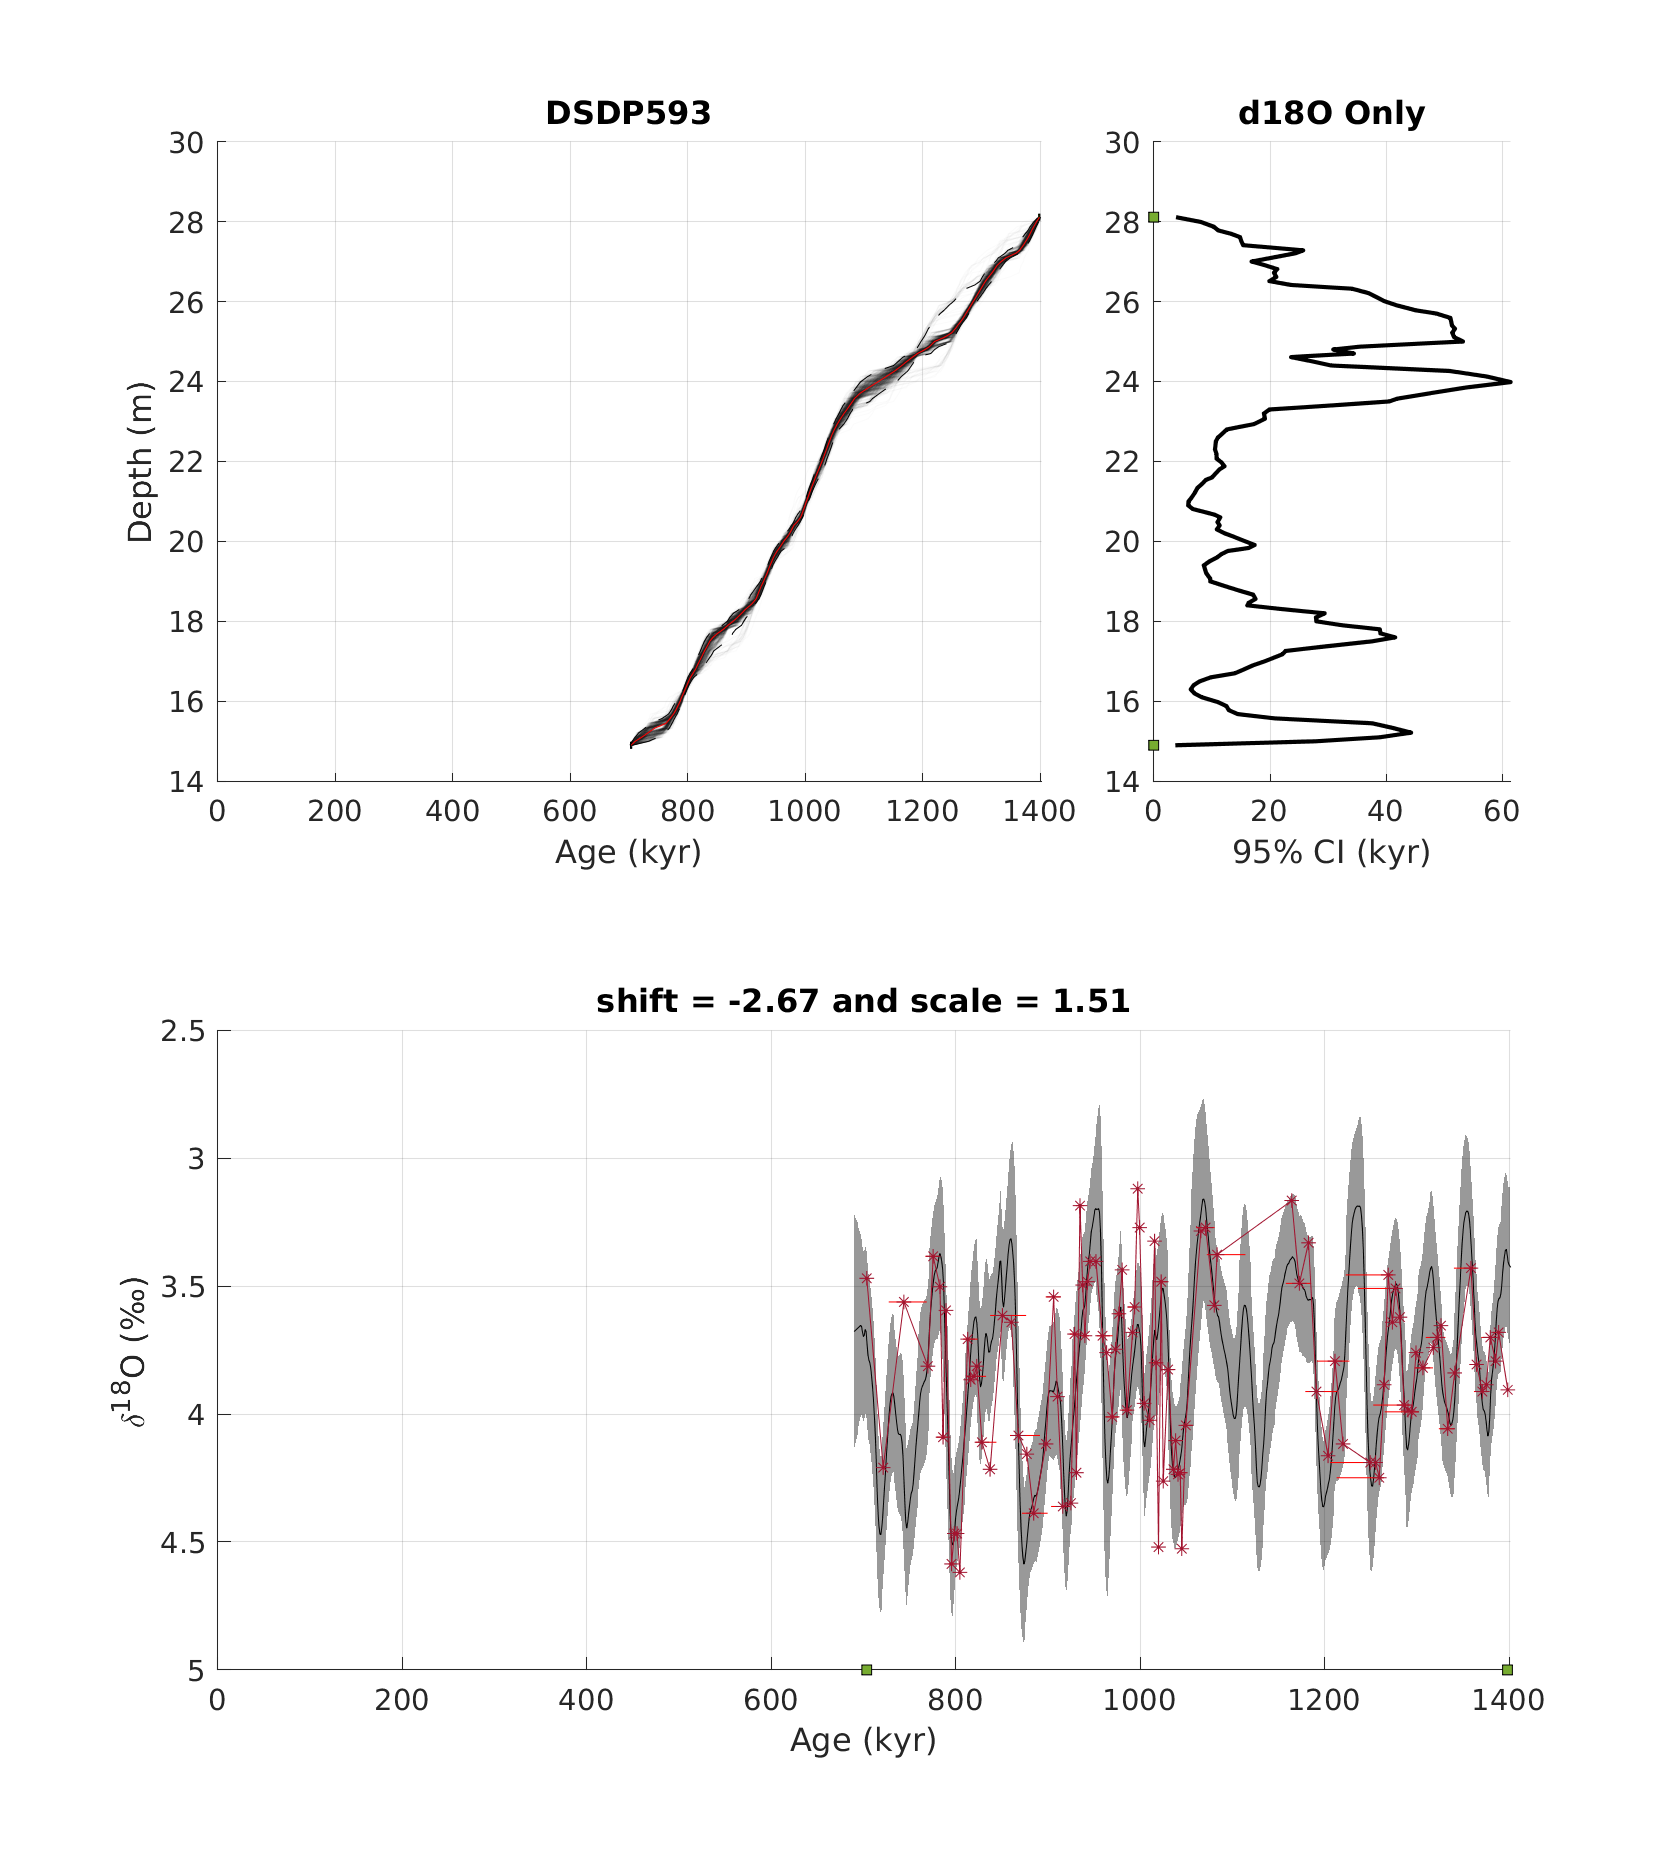 DSDP593
d18O Only
30
28
26
24
22
20
18
16
14
Depth (m)
0 200 400 600 800 1000 1200 1400
Age (kyr)
30
28
26
24
22
20
18
16
14
0 20 40 60
95% CI (kyr)
shift = -2.67 and scale = 1.51
2.5
3
3.5
4
4.5
5
δ¹⁸O (‰)
0 200 400 600 800 1000 1200 1400
Age (kyr)